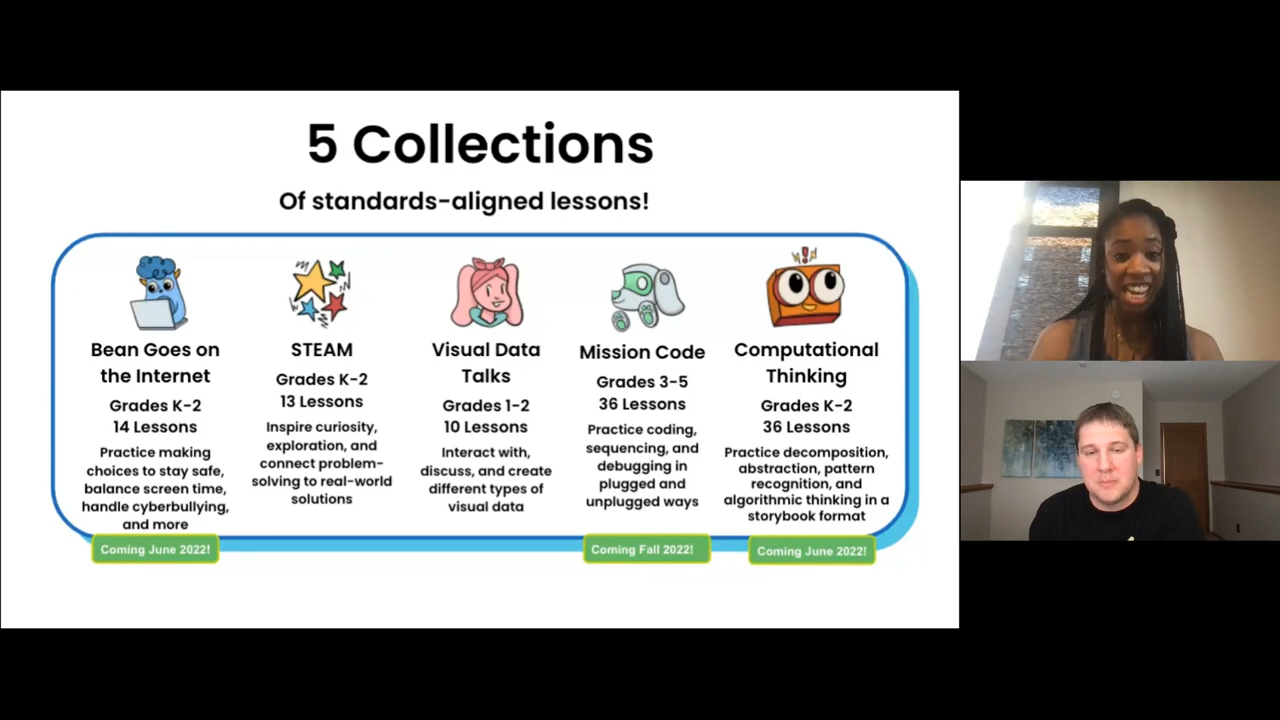 5 Collections
Of standards-aligned lessons!
Bean Goes on
the Internet
Grades K-2
14 Lessons
Practice making
choices to stay safe,
balance screen time,
handle cyberbullying,
and more
Coming June 2022!
STEAM
Grades K-2
13 Lessons
Inspire curiosity,
exploration, and
connect problem-
solving to real-world
solutions
Visual Data
Talks
Grades 1-2
10 Lessons
Interact with,
discuss, and create
different types of
visual data
Mission Code
Grades 3-5
36 Lessons
Practice coding,
sequencing, and
debugging in
plugged and
unplugged ways
Coming Fall 2022!
Computational
Thinking
Grades K-2
36 Lessons
Practice decomposition,
abstraction, pattern
recognition, and
algorithmic thinking in a
storybook format
Coming June 2022!